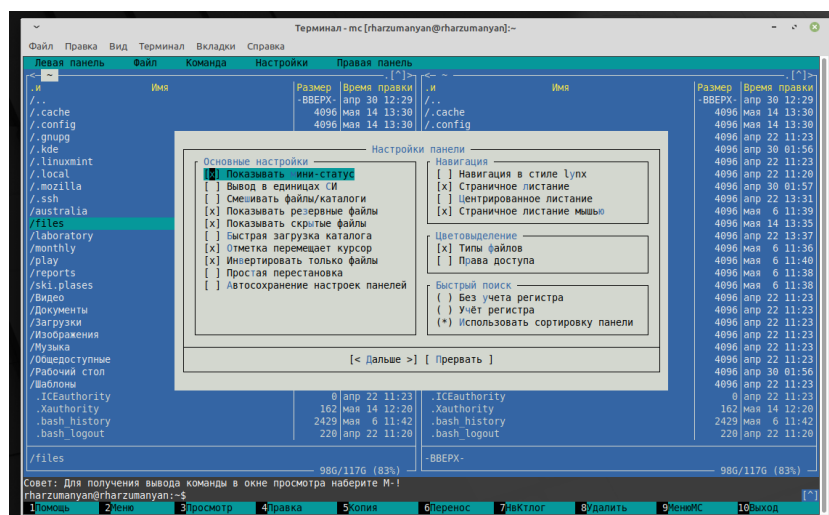 Терминал - mc [rharzumanyan@rharzumanyan]:~
Файл Правка Вид Терминал Вкладки Справка
Левая панель Файл Команда Настройки Правая панель
<- ~ .[^]> <- ~ .[^]>
.и Имя Размер Время правки .и Имя Размер Время правки
/.. -ВВЕРХ- апр 30 12:29 /.. -ВВЕРХ- апр 30 12:29
/.cache 4096 мая 14 13:30 /.cache 4096 мая 14 13:30
/.config 4096 мая 14 13:30 /.config 4096 мая 14 13:30
/.gnupg 4096 апр 22 11:23
/.kde Настройки панели 4096 апр 30 01:56
/.linuxmint Основные настройки Навигация 4096 апр 22 11:23
/.local [x] Показывать мини-статус [ ] Навигация в стиле lynx 4096 апр 22 11:20
/.mozilla [ ] Вывод в единицах СИ [x] Страничное листание 4096 апр 30 01:57
/.ssh [ ] Смешивать файлы/каталоги [ ] Центрированное листание 4096 апр 22 13:31
/australia [x] Показывать резервные файлы [x] Страничное листание мышью 4096 мая 6 11:39
/files [x] Показывать скрытые файлы 4096 мая 14 13:35
/laboratory [ ] Быстрая загрузка каталога Цветовыделение 4096 апр 22 13:37
/monthly [x] Отметка перемещает курсор [x] Типы файлов 4096 мая 6 11:36
/play [x] Инвертировать только файлы [ ] Права доступа 4096 мая 6 11:40
/reports [ ] Простая перестановка 4096 мая 6 11:38
/ski.plases [ ] Автосохранение настроек панелей Быстрый поиск 4096 мая 6 11:38
/Видео ( ) Без учета регистра 4096 апр 22 11:23
/Документы ( ) Учёт регистра 4096 апр 22 11:23
/Загрузки (*) Использовать сортировку панели 4096 апр 22 11:23
/Изображения 4096 апр 22 11:23
/Музыка 4096 апр 22 11:23
/Общедоступные [< Дальше >] [ Прервать ] 4096 апр 22 11:23
/Рабочий стол 4096 апр 30 01:56
/Шаблоны 4096 апр 22 11:23
.ICEauthority 0 апр 22 11:23 .ICEauthority 0 апр 22 11:23
.Xauthority 162 мая 14 12:20 .Xauthority 162 мая 14 12:20
.bash_history 2429 мая 6 11:42 .bash_history 2429 мая 6 11:42
.bash_logout 220 апр 22 11:20 .bash_logout 220 апр 22 11:20
/files -ВВЕРХ-
98G/117G (83%) 98G/117G (83%)
Совет: Для получения вывода команды в окне просмотра наберите M-!
rharzumanyan@rharzumanyan:~$ [^]
1Помощь 2Меню 3Просмотр 4Правка 5Копия 6Перенос 7НвКтлог 8Удалить 9МенюMC 10Выход